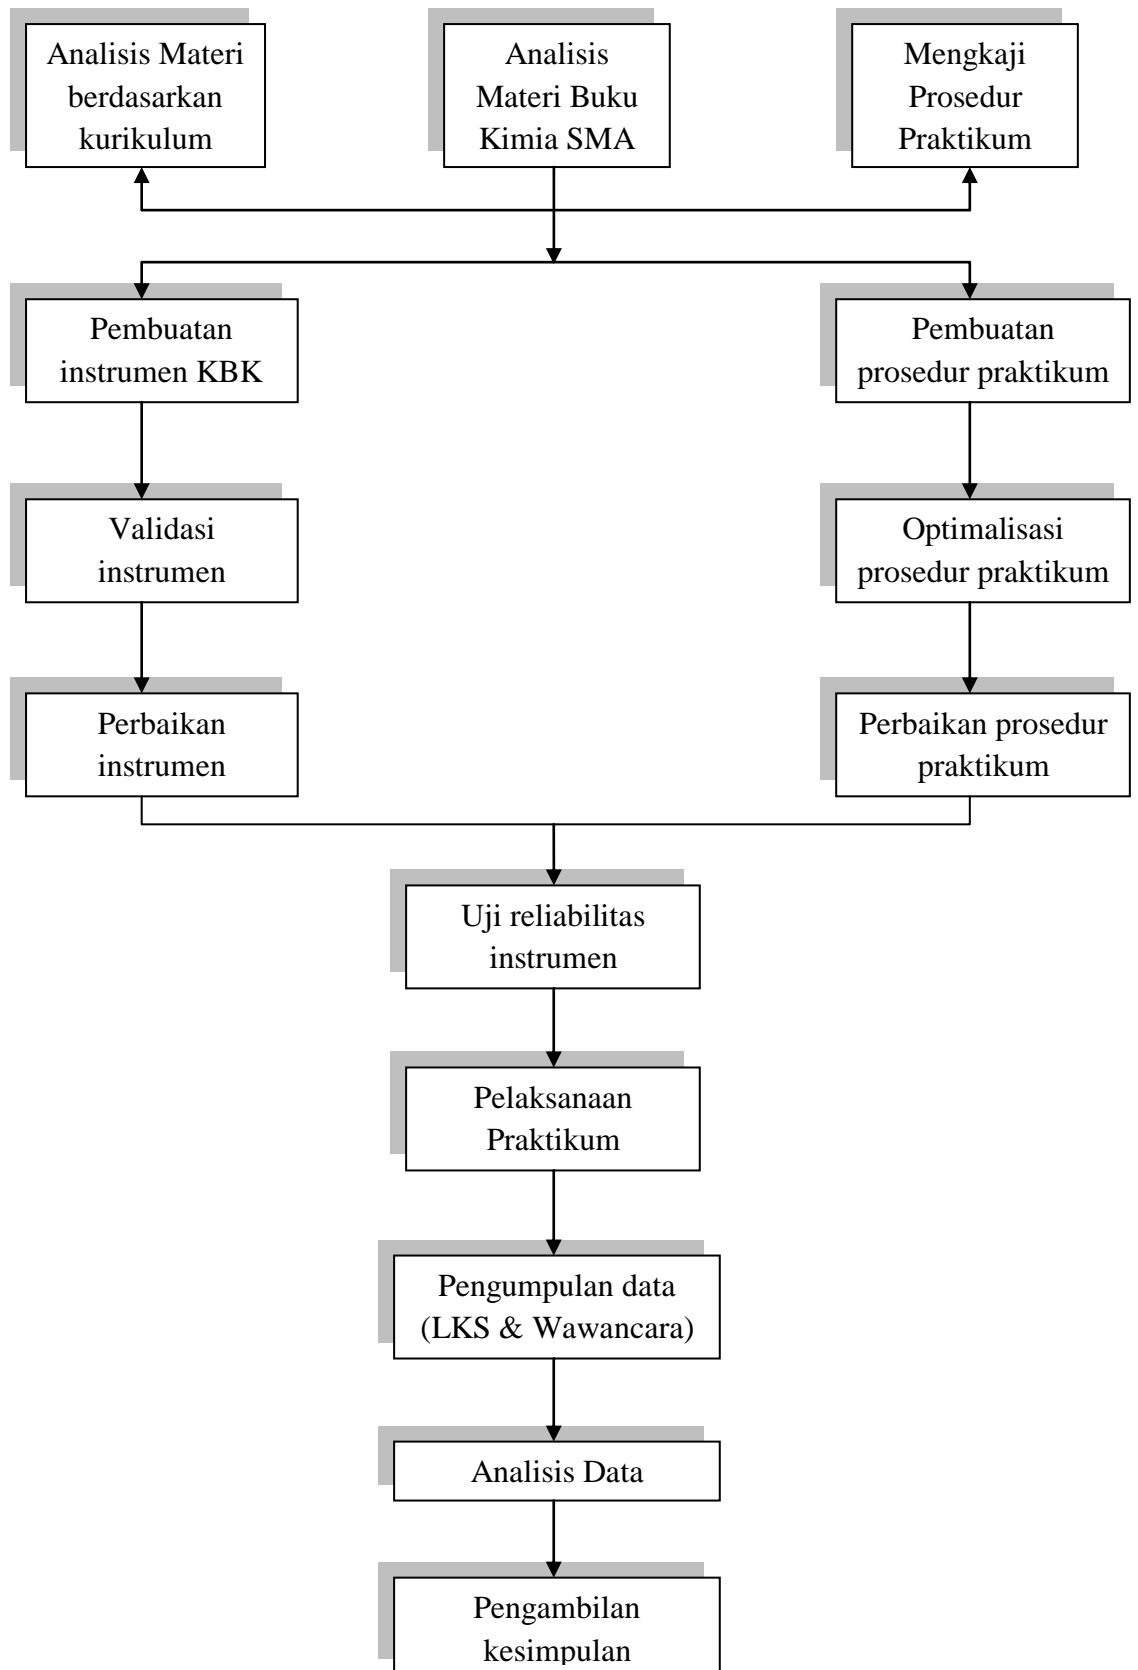 Analisis Materi
berdasarkan
kurikulum
Analisis
Materi Buku
Kimia SMA
Mengkaji
Prosedur
Praktikum
Pembuatan
instrumen KBK
Pembuatan
prosedur praktikum
Validasi
instrumen
Optimalisasi
prosedur praktikum
Perbaikan
instrumen
Perbaikan prosedur
praktikum
Uji reliabilitas
instrumen
Pelaksanaan
Praktikum
Pengumpulan data
(LKS & Wawancara)
Analisis Data
Pengambilan
kesimpulan